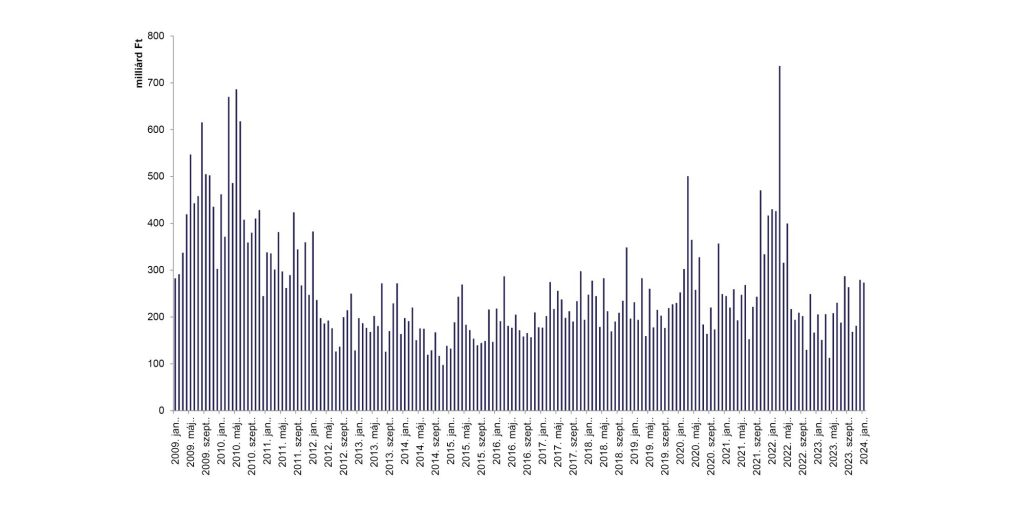 milliárd Ft
800
700
600
500
400
300
200
100
0
2009. jan..
2009. máj..
2009. szept..
2010. jan..
2010. máj..
2010. szept..
2011. jan..
2011. máj..
2011. szept..
2012. jan..
2012. máj..
2012. szept..
2013. jan..
2013. máj..
2013. szept..
2014. jan..
2014. máj..
2014. szept..
2015. jan..
2015. máj..
2015. szept..
2016. jan..
2016. máj..
2016. szept..
2017. jan..
2017. máj..
2017. szept..
2018. jan..
2018. máj..
2018. szept..
2019. jan..
2019. máj..
2019. szept..
2020. jan..
2020. máj..
2020. szept..
2021. jan..
2021. máj..
2021. szept..
2022. jan..
2022. máj..
2022. szept..
2023. jan..
2023. máj..
2023. szept..
2024. jan..